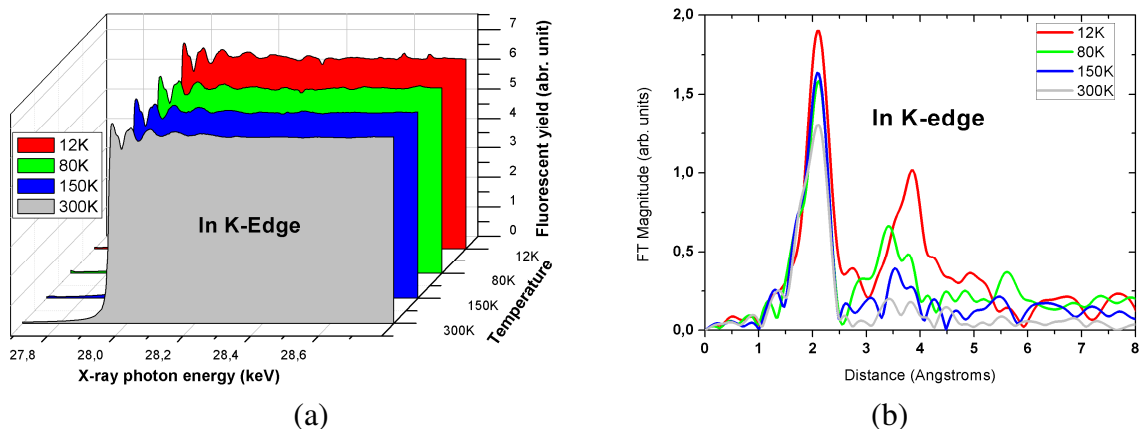 7
6
5
4
3
2
1
0
Fluorescent yield (abr. unit)
12K
80K
150K
300K
In K-Edge
12K
80K
150K
300K
Temperature
27,8
28,0
28,2
28,4
28,6
X-ray photon energy (keV)
(a)
2,0
1,5
1,0
0,5
0,0
FT Magnitude (arb. units)
12K
80K
150K
300K
In K-edge
0 1 2 3 4 5 6 7 8
Distance (Angstroms)
(b)